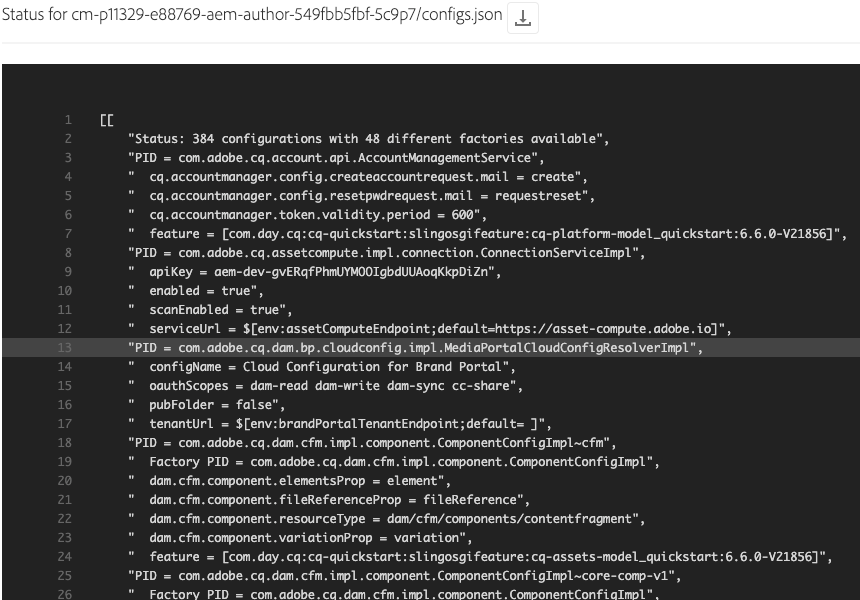 Status for cm-p11329-e88769-aem-author-549fbb5fbf-5c9p7/configs.json
1 [[
2 "Status: 384 configurations with 48 different factories available",
3 "PID = com.adobe.cq.account.api.AccountManagementService",
4 "  cq.accountmanager.config.createaccountrequest.mail = create",
5 "  cq.accountmanager.config.resetpwdrequest.mail = requestreset",
6 "  cq.accountmanager.token.validity.period = 600",
7 "  feature = [com.day.cq:cq-quickstart:slingosgifeature:cq-platform-model_quickstart:6.6.0-V21856]",
8 "PID = com.adobe.cq.assetcompute.impl.connection.ConnectionServiceImpl",
9 "  apiKey = aem-dev-gvERqfPhmUYMOOIgbdUUAoqKkpDiZn",
10 "  enabled = true",
11 "  scanEnabled = true",
12 "  serviceUrl = $[env:assetComputeEndpoint;default=https://asset-compute.adobe.io]",
13 "PID = com.adobe.cq.dam.bp.cloudconfig.impl.MediaPortalCloudConfigResolverImpl",
14 "  configName = Cloud Configuration for Brand Portal",
15 "  oauthScopes = dam-read dam-write dam-sync cc-share",
16 "  pubFolder = false",
17 "  tenantUrl = $[env:brandPortalTenantEndpoint;default= ]",
18 "PID = com.adobe.cq.dam.cfm.impl.component.ComponentConfigImpl~cfm",
19 "  Factory PID = com.adobe.cq.dam.cfm.impl.component.ComponentConfigImpl",
20 "  dam.cfm.component.elementsProp = element",
21 "  dam.cfm.component.fileReferenceProp = fileReference",
22 "  dam.cfm.component.resourceType = dam/cfm/components/contentfragment",
23 "  dam.cfm.component.variationProp = variation",
24 "  feature = [com.day.cq:cq-quickstart:slingosgifeature:cq-assets-model_quickstart:6.6.0-V21856]",
25 "PID = com.adobe.cq.dam.cfm.impl.component.ComponentConfigImpl~core-comp-v1",
26 "  Factory PID = com.adobe.cq.dam.cfm.impl.component.ComponentConfigImpl",